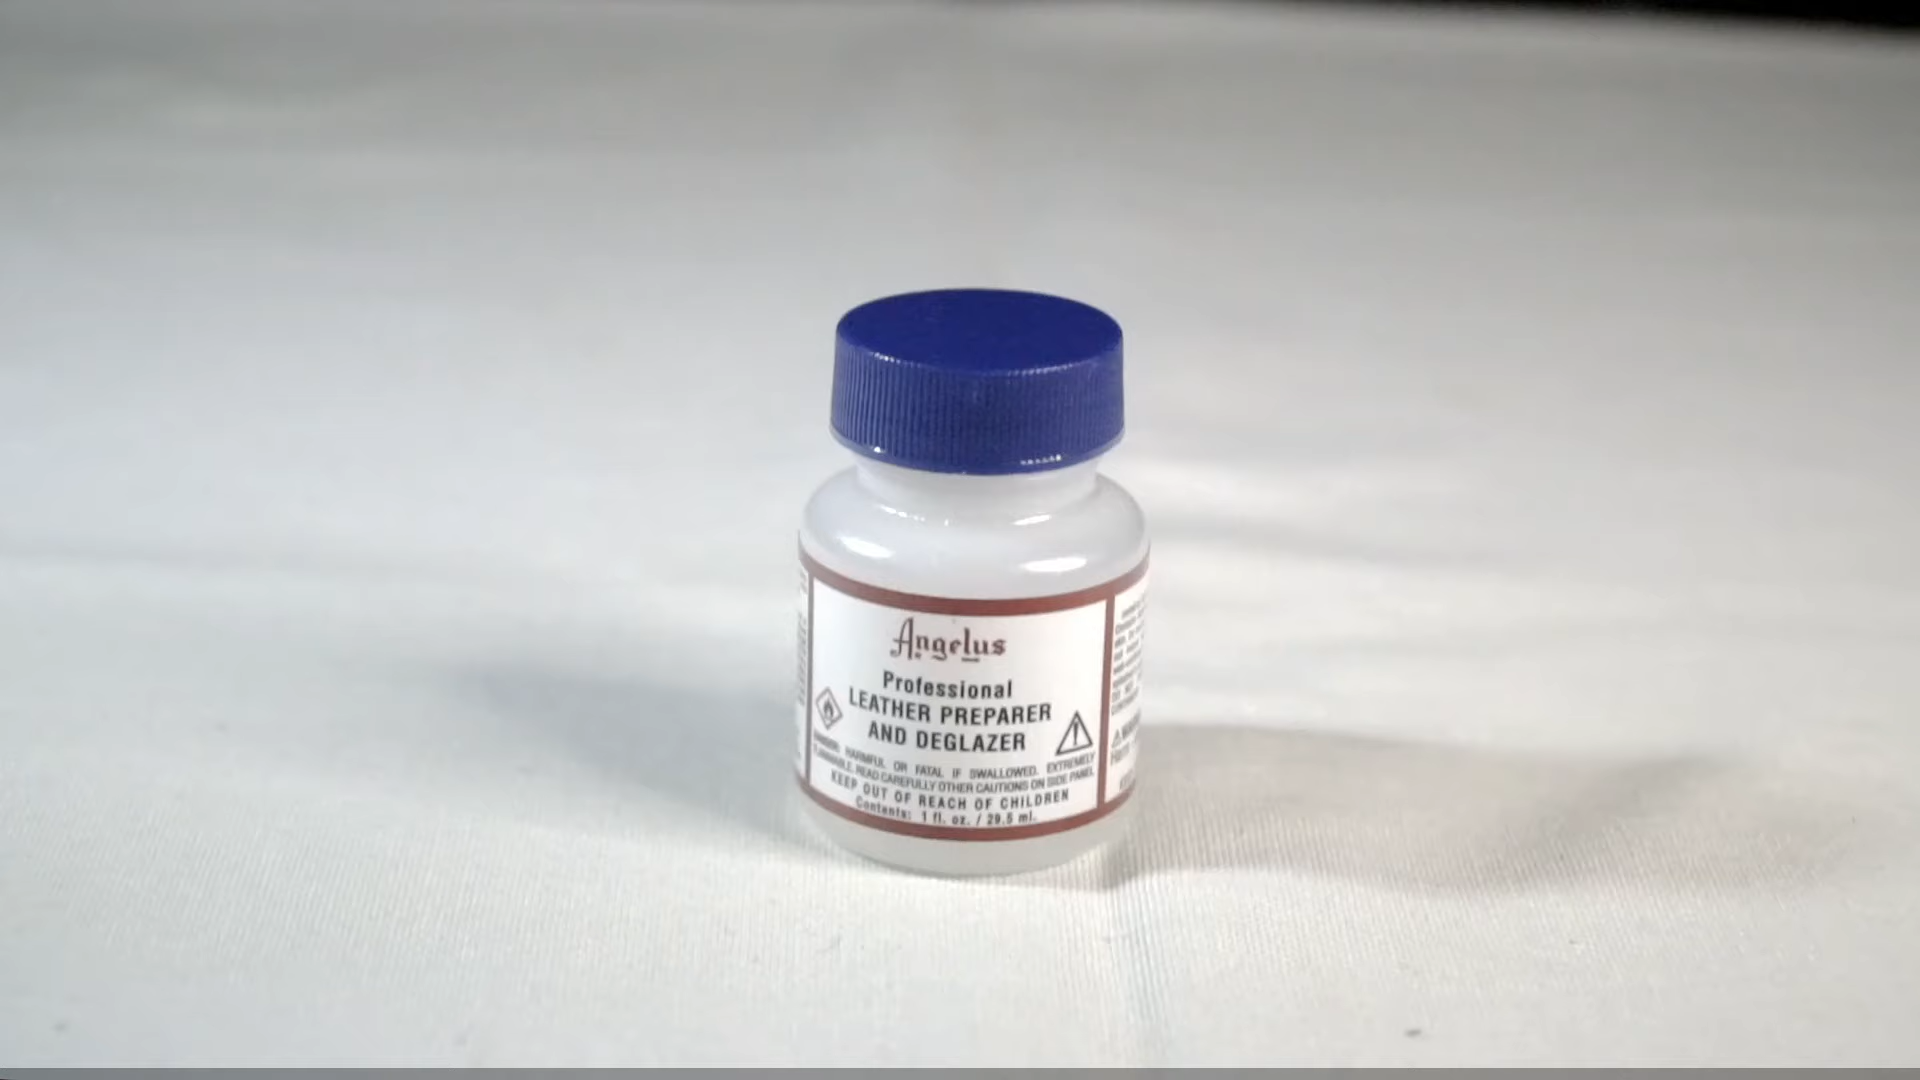 Angelus
Professional
LEATHER PREPARER
AND DEGLAZER
DANGER: HARMFUL OR FATAL IF SWALLOWED. EXTREMELY
FLAMMABLE. READ CAREFULLY OTHER CAUTIONS ON SIDE PANEL
KEEP OUT OF REACH OF CHILDREN
Contents: 1 fl. oz. / 29.5 ml.